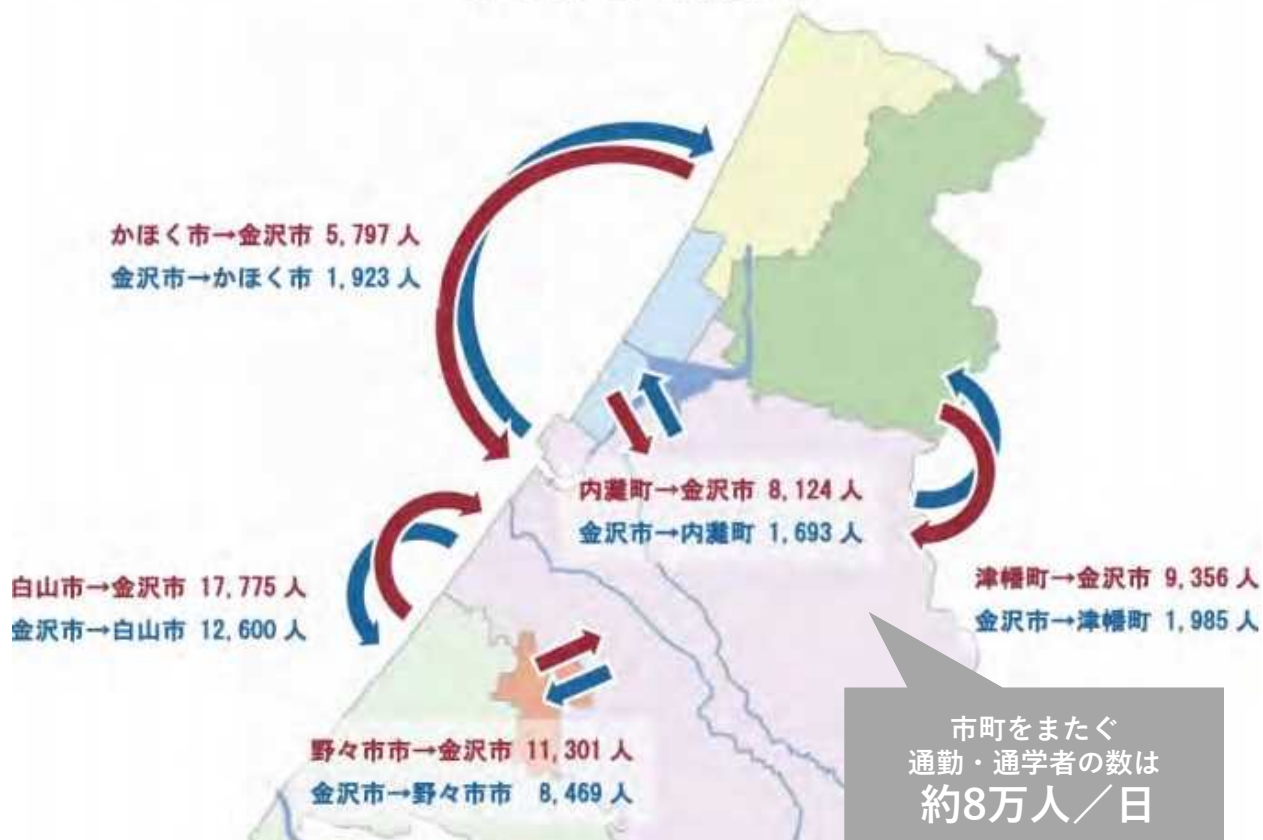 かほく市→金沢市 5,797 人
金沢市→かほく市 1,923 人
内灘町→金沢市 8,124 人
金沢市→内灘町 1,693 人
白山市→金沢市 17,775 人
金沢市→白山市 12,600 人
津幡町→金沢市 9,356 人
金沢市→津幡町 1,985 人
野々市市→金沢市 11,301 人
金沢市→野々市市 8,469 人
市町をまたぐ
通勤・通学者の数は
約8万人／日